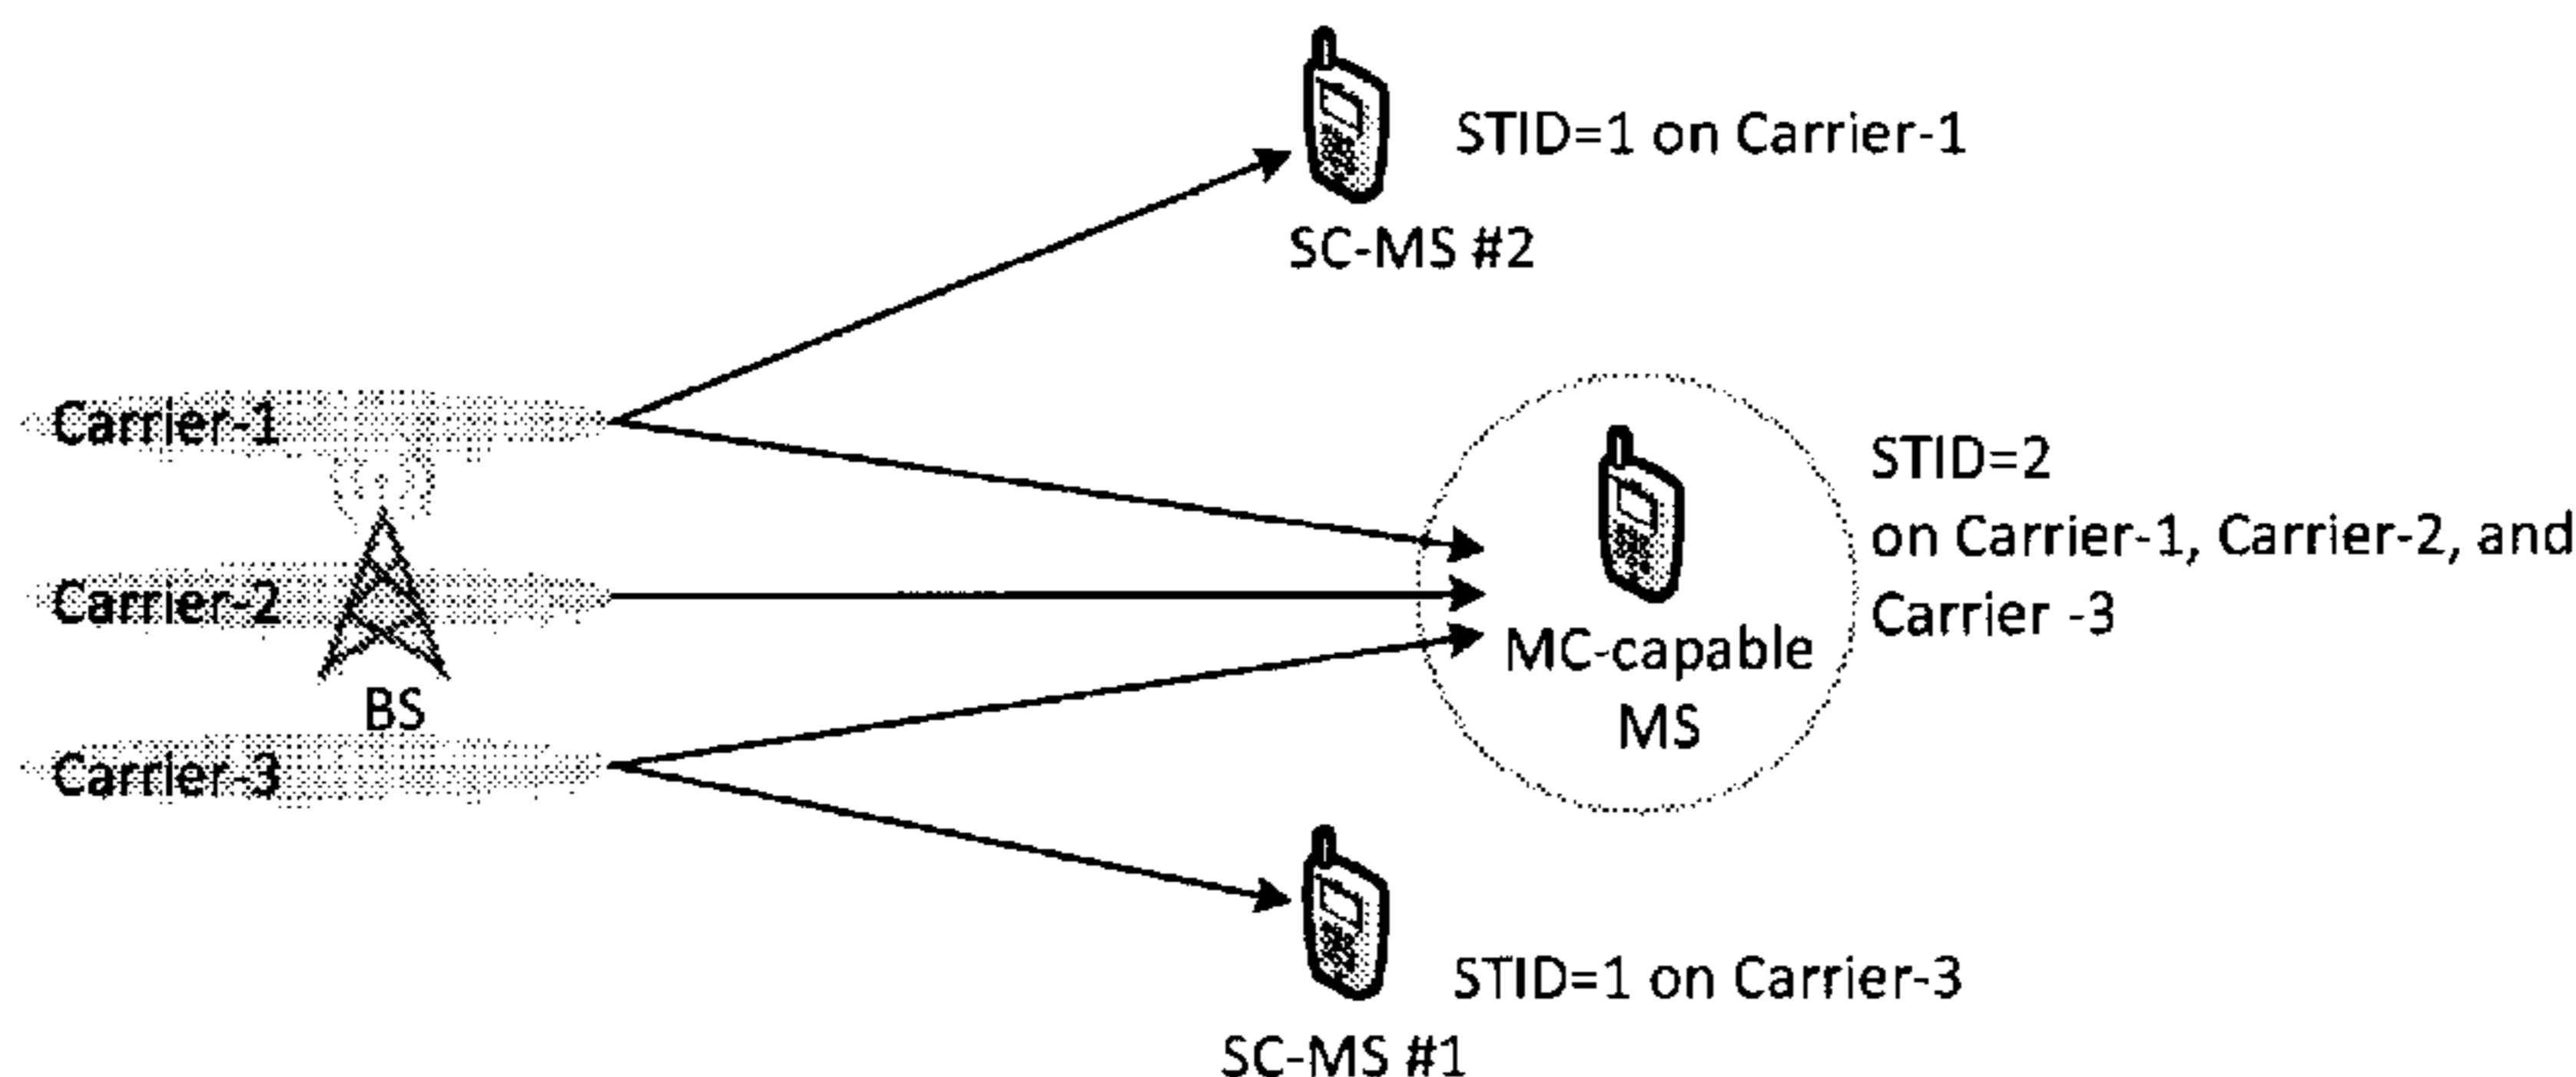 STID=1 on Carrier-1
SC-MS #2
Carrier-1
STID=2
on Carrier-1, Carrier-2, and
Carrier -3
Carrier-2
MC-capable
MS
BS
Carrier-3
STID=1 on Carrier-3
SC-MS #1